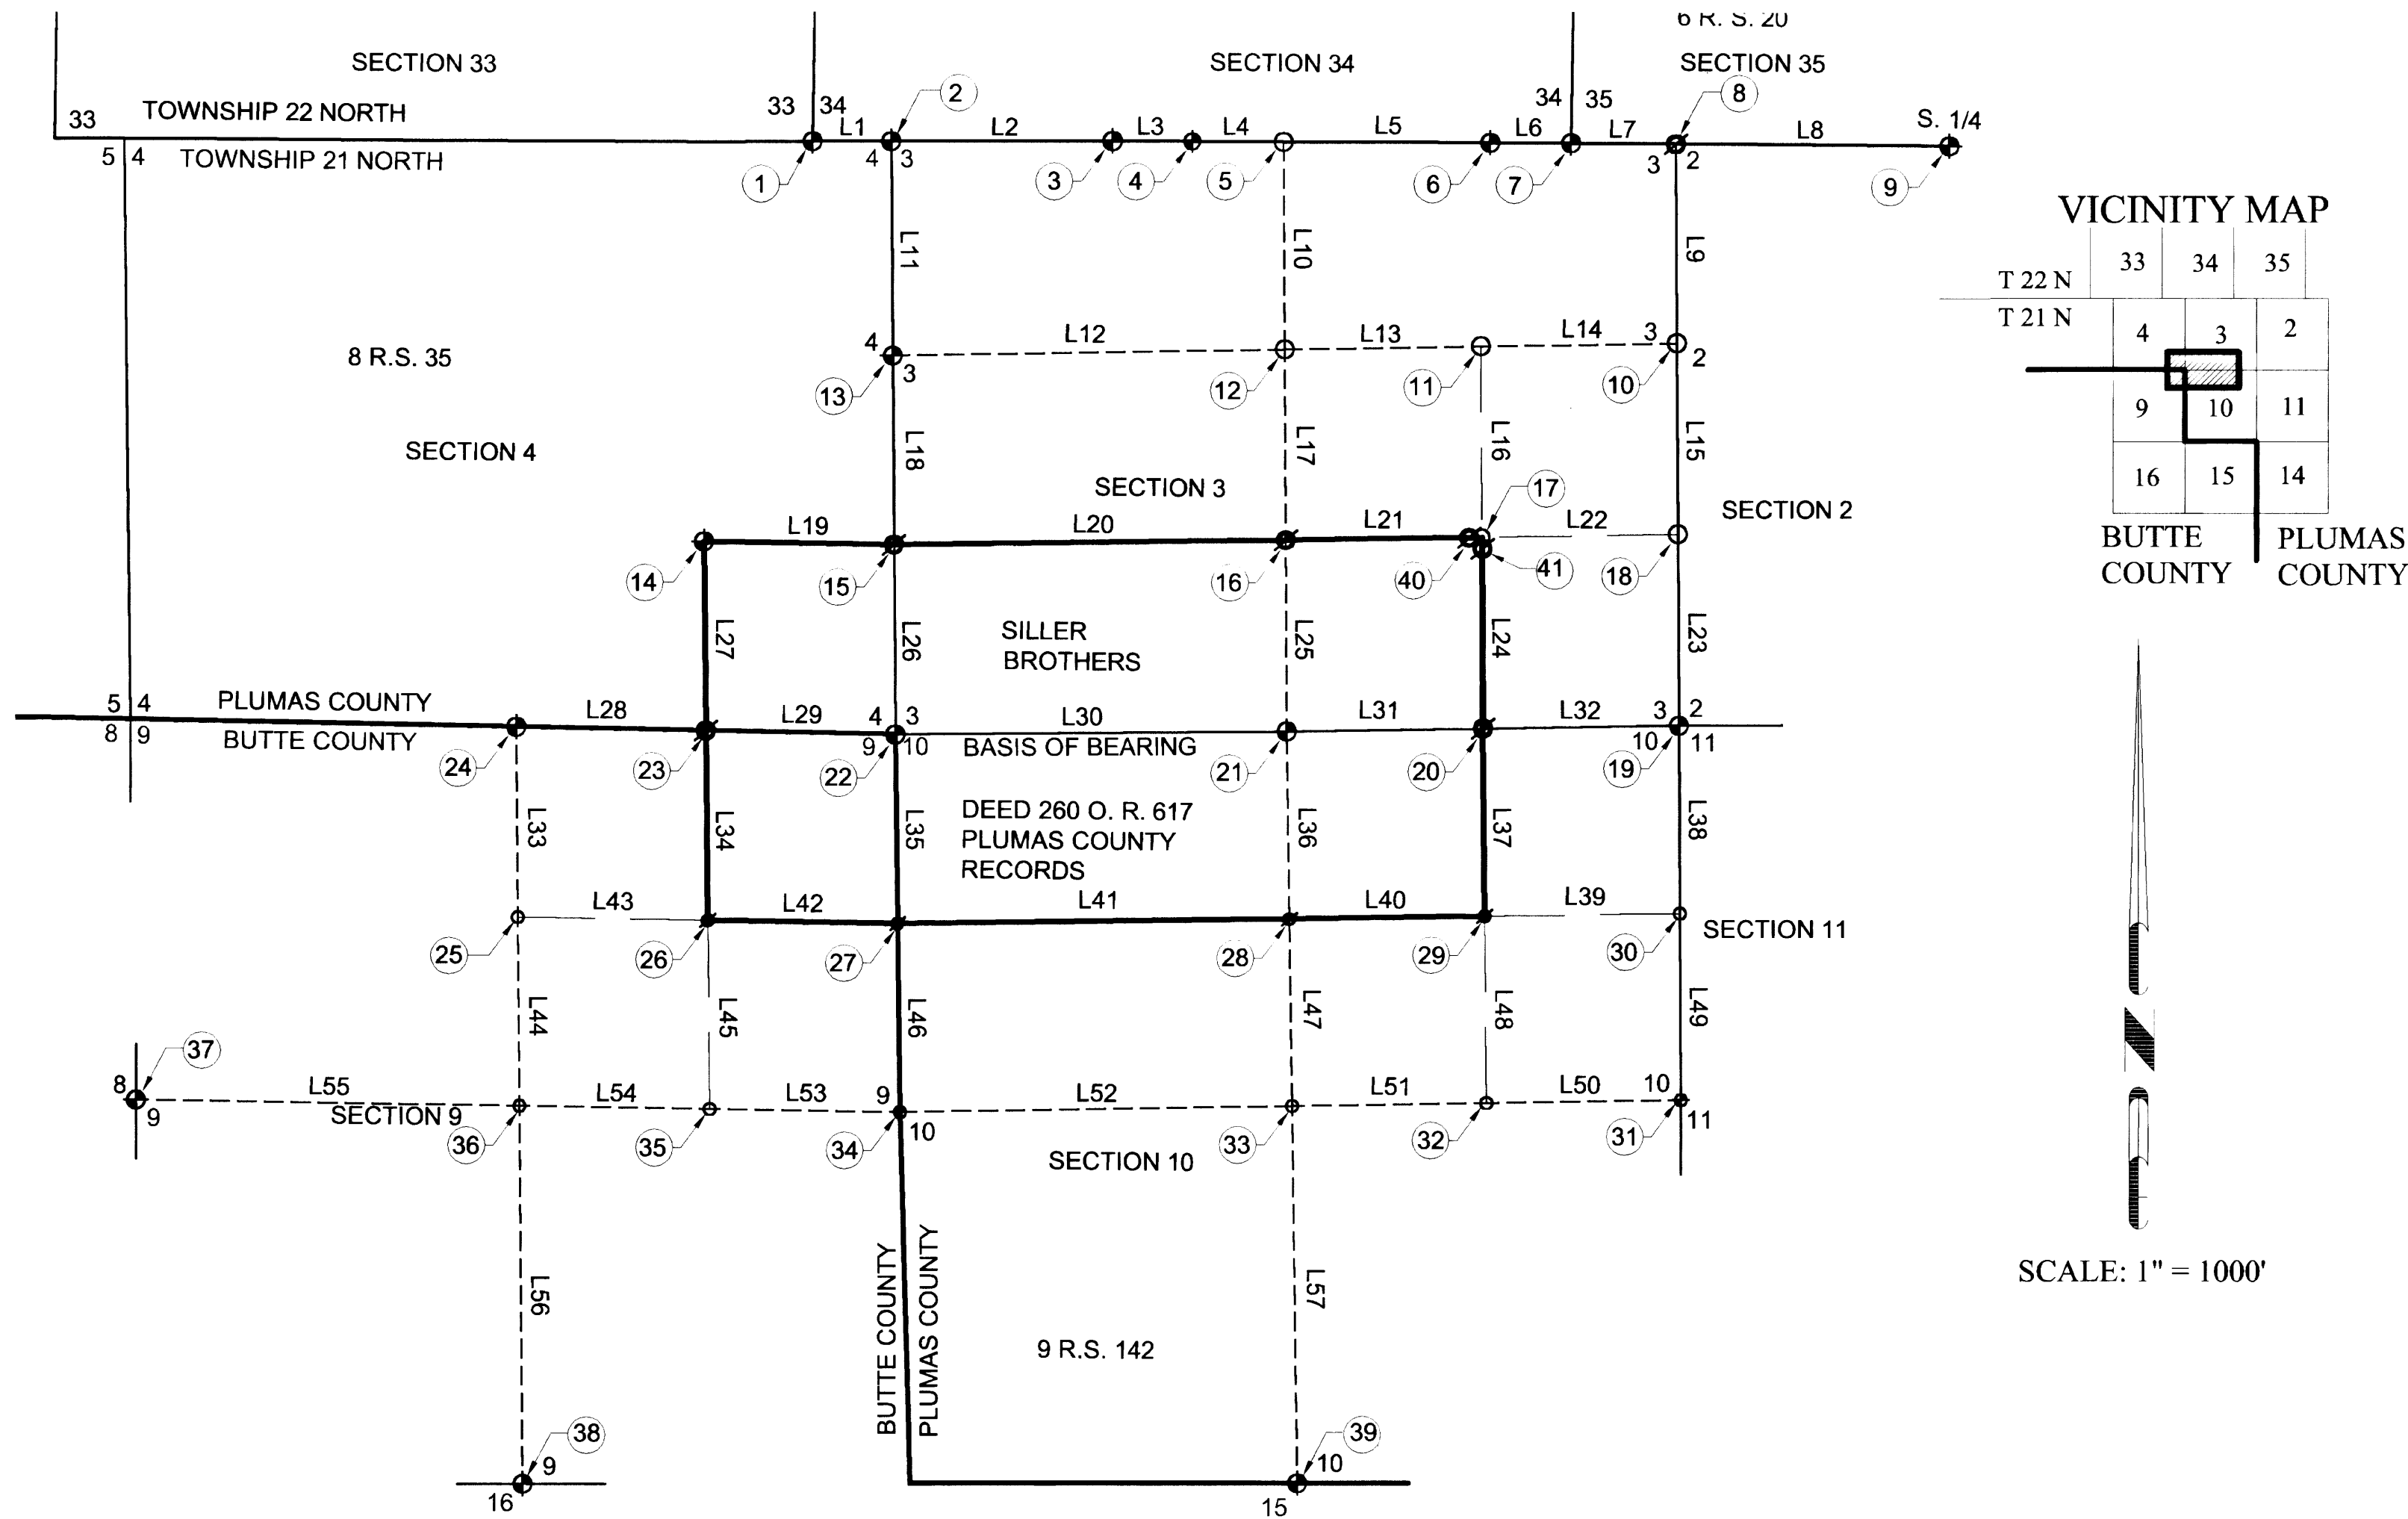 6 R. S. 20
SECTION 33
SECTION 34
SECTION 35
TOWNSHIP 22 NORTH
TOWNSHIP 21 NORTH
33
5 4
33 34
L1
4 3
L2
L3
L4
L5
34 35
L6
L7
3 2
L8
S. 1/4
1
2
3
4
5
6
7
8
9
VICINITY MAP
T 22 N
T 21 N
33 34 35
4 3 2
9 10 11
16 15 14
BUTTE
COUNTY
PLUMAS
COUNTY
L11
L10
L9
8 R.S. 35
4
3
L12
L13
L14
3
2
13
12
11
10
SECTION 4
L18
L17
L16
L15
SECTION 3
17
SECTION 2
L19
L20
L21
L22
14
15
16
40
41
18
SILLER
BROTHERS
L27
L26
L25
L24
L23
5 4
8 9
PLUMAS COUNTY
BUTTE COUNTY
L28
L29
4 3
9 10
L30
BASIS OF BEARING
L31
L32
3 2
10 11
24
23
22
21
20
19
DEED 260 O. R. 617
PLUMAS COUNTY
RECORDS
L33
L34
L35
L36
L37
L38
L43
L42
L41
L40
L39
25
26
27
28
29
30
SECTION 11
L44
L45
L46
L47
L48
L49
37
8
9
L55
SECTION 9
L54
L53
9
10
L52
L51
L50
10
11
36
35
34
33
32
31
SECTION 10
L56
BUTTE COUNTY
PLUMAS COUNTY
L57
9 R.S. 142
38
9
16
39
10
15
N
SCALE: 1" = 1000'